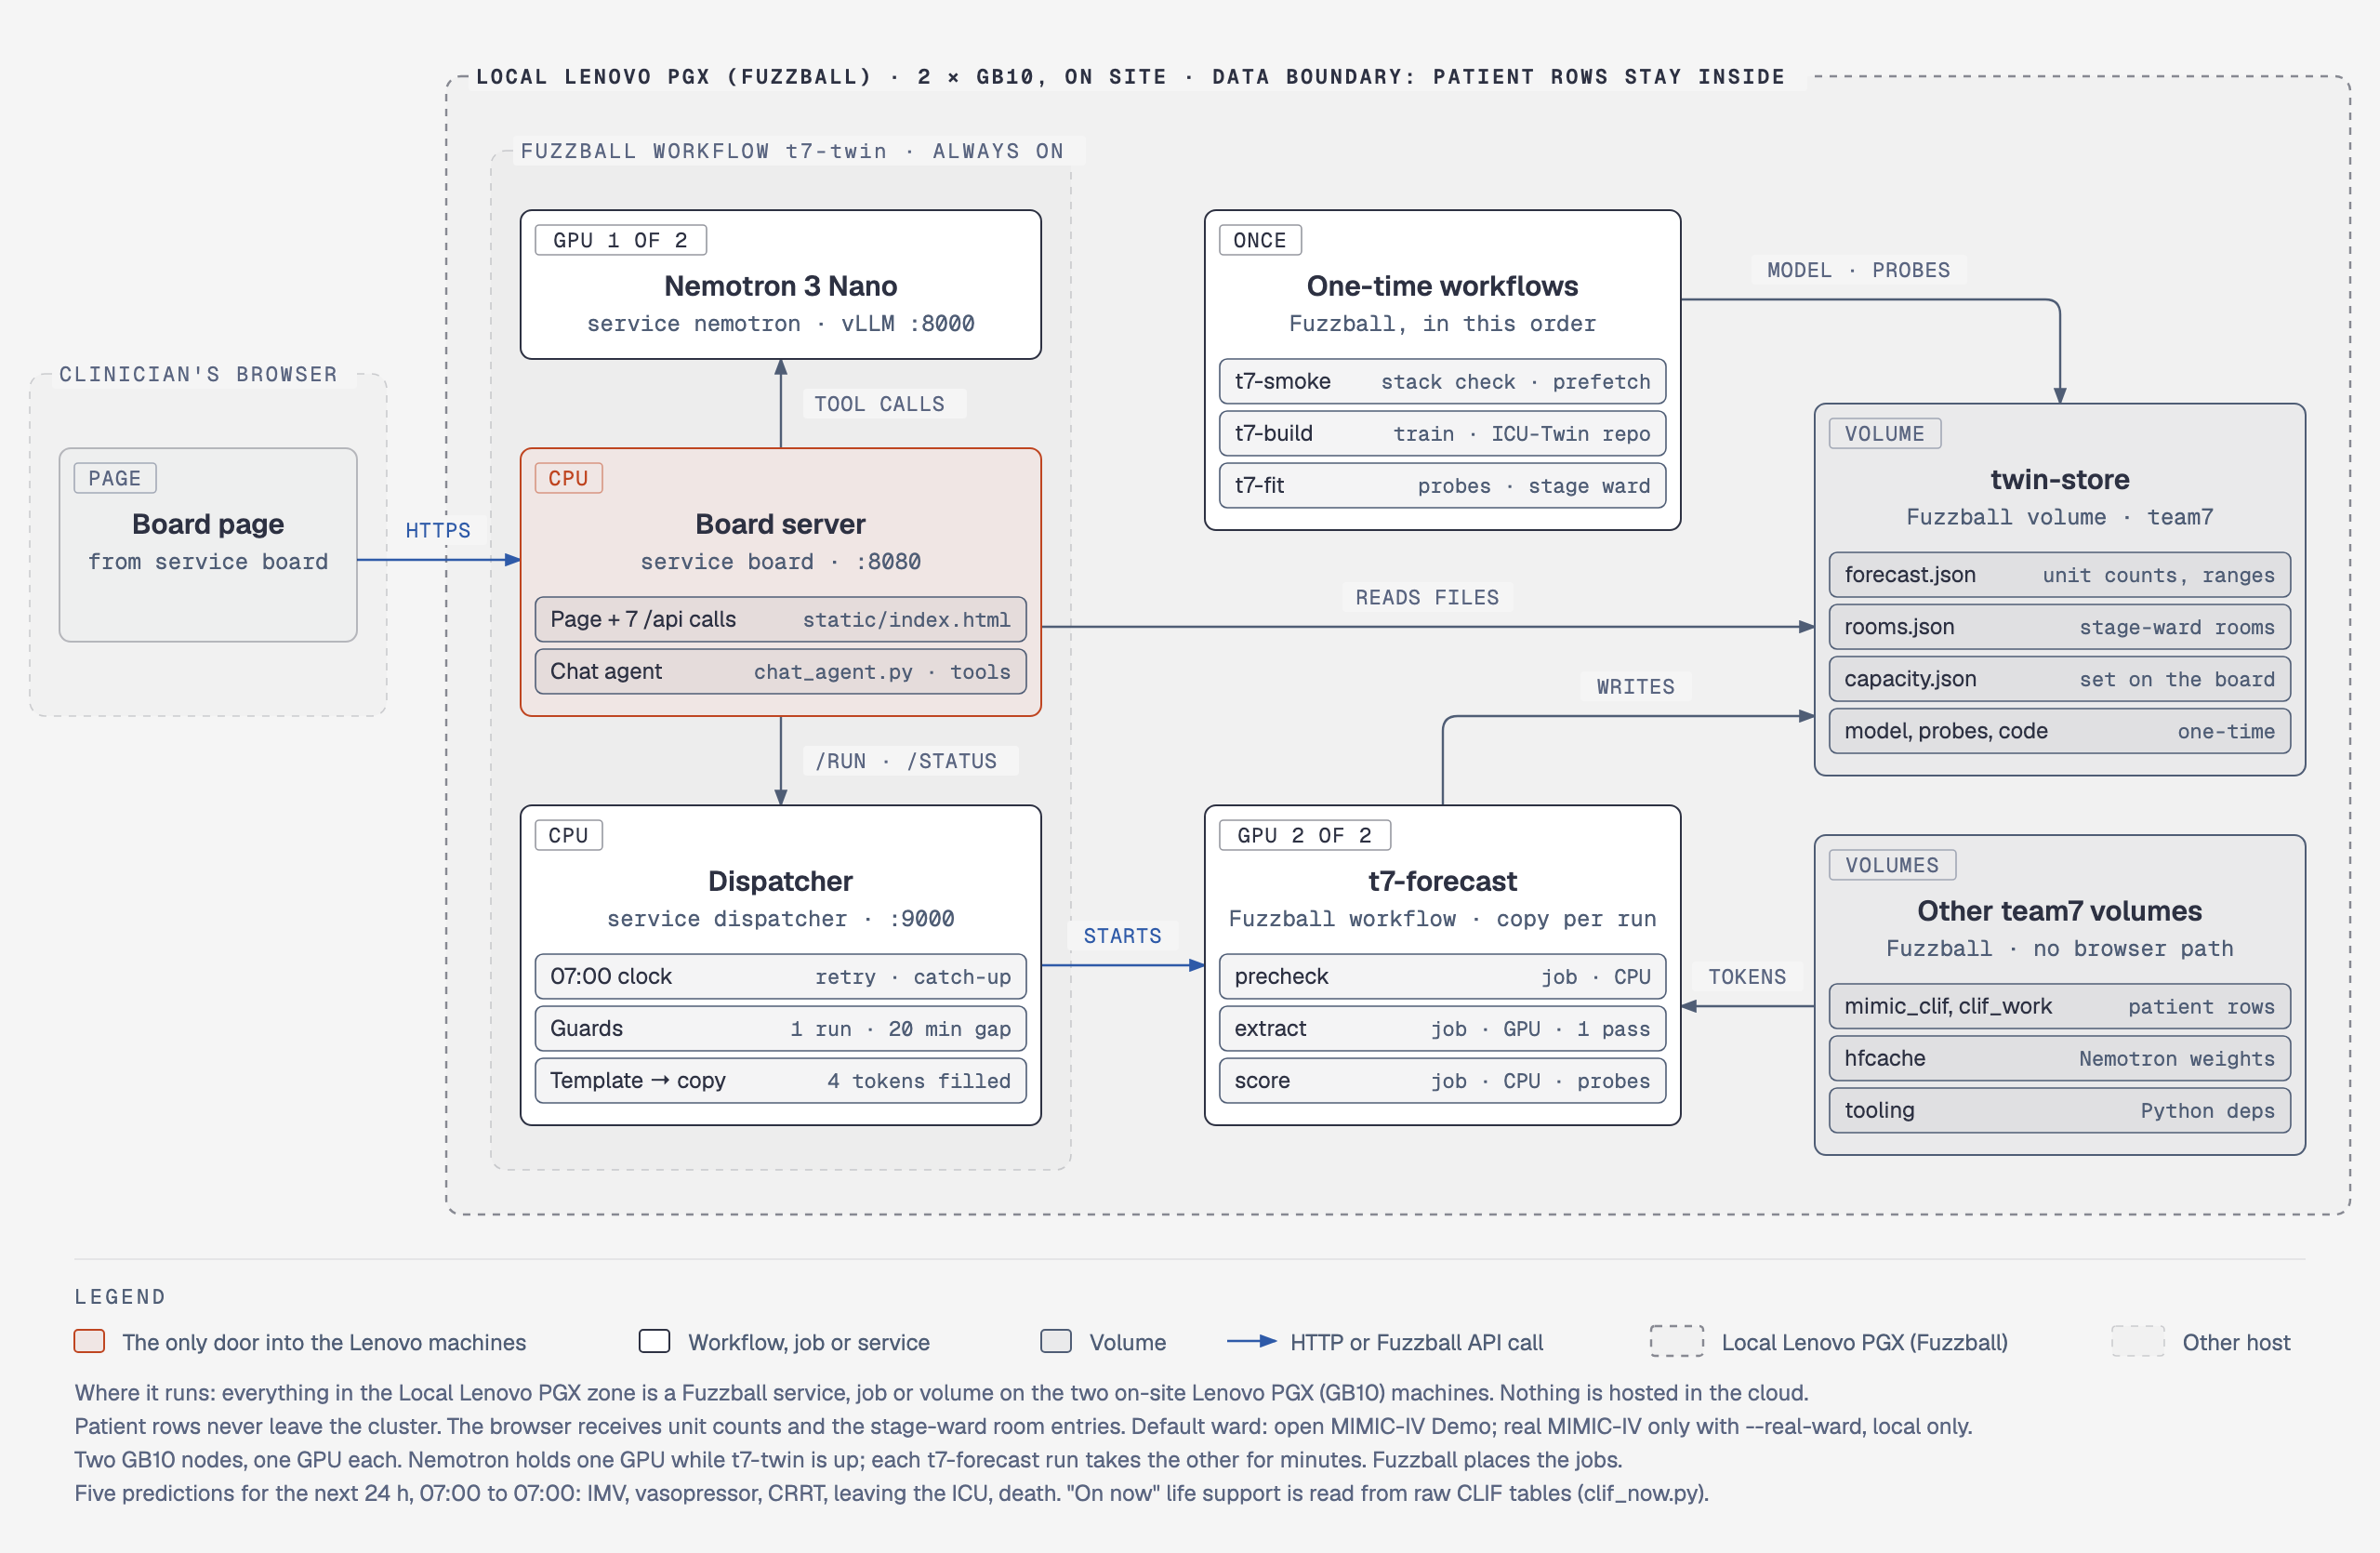 LOCAL LENOVO PGX (FUZZBALL) · 2 × GB10, ON SITE · DATA BOUNDARY: PATIENT ROWS STAY INSIDE
FUZZBALL WORKFLOW t7-twin · ALWAYS ON
CLINICIAN'S BROWSER
PAGE
Board page
from service board
HTTPS
GPU 1 OF 2
Nemotron 3 Nano
service nemotron · vLLM :8000
TOOL CALLS
CPU
Board server
service board · :8080
Page + 7 /api calls static/index.html
Chat agent chat_agent.py · tools
/RUN · /STATUS
CPU
Dispatcher
service dispatcher · :9000
07:00 clock retry · catch-up
Guards 1 run · 20 min gap
Template → copy 4 tokens filled
ONCE
One-time workflows
Fuzzball, in this order
t7-smoke stack check · prefetch
t7-build train · ICU-Twin repo
t7-fit probes · stage ward
MODEL · PROBES
READS FILES
WRITES
STARTS
GPU 2 OF 2
t7-forecast
Fuzzball workflow · copy per run
precheck job · CPU
extract job · GPU · 1 pass
score job · CPU · probes
TOKENS
VOLUME
twin-store
Fuzzball volume · team7
forecast.json unit counts, ranges
rooms.json stage-ward rooms
capacity.json set on the board
model, probes, code one-time
VOLUMES
Other team7 volumes
Fuzzball · no browser path
mimic_clif, clif_work patient rows
hfcache Nemotron weights
tooling Python deps
LEGEND
The only door into the Lenovo machines
Workflow, job or service
Volume
HTTP or Fuzzball API call
Local Lenovo PGX (Fuzzball)
Other host
Where it runs: everything in the Local Lenovo PGX zone is a Fuzzball service, job or volume on the two on-site Lenovo PGX (GB10) machines. Nothing is hosted in the cloud.
Patient rows never leave the cluster. The browser receives unit counts and the stage-ward room entries. Default ward: open MIMIC-IV Demo; real MIMIC-IV only with --real-ward, local only.
Two GB10 nodes, one GPU each. Nemotron holds one GPU while t7-twin is up; each t7-forecast run takes the other for minutes. Fuzzball places the jobs.
Five predictions for the next 24 h, 07:00 to 07:00: IMV, vasopressor, CRRT, leaving the ICU, death. "On now" life support is read from raw CLIF tables (clif_now.py).